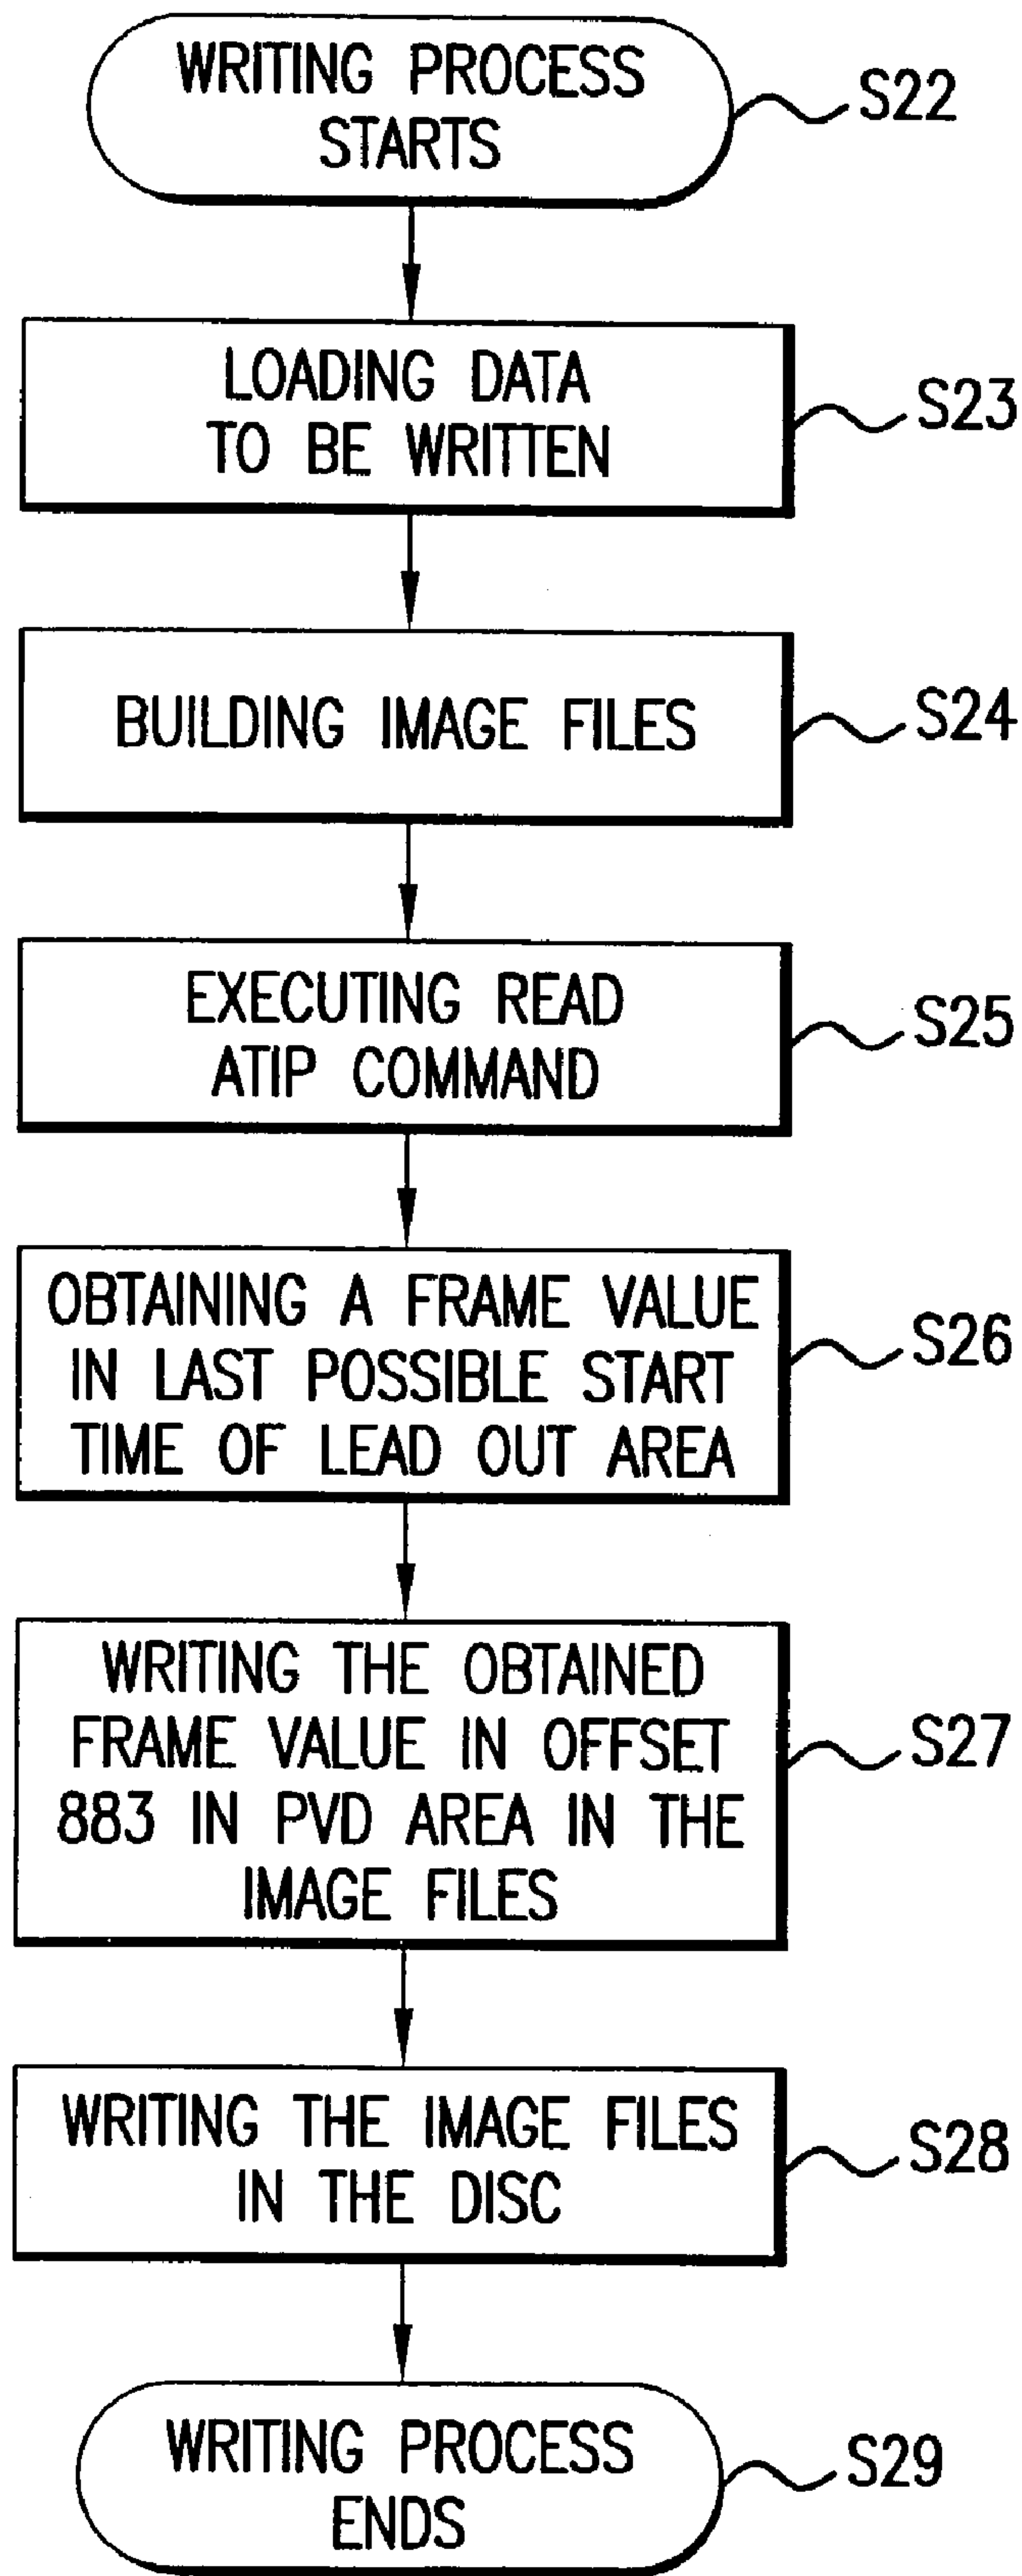 WRITING PROCESS
STARTS
S22
LOADING DATA
TO BE WRITTEN
S23
BUILDING IMAGE FILES
S24
EXECUTING READ
ATIP COMMAND
S25
OBTAINING A FRAME VALUE
IN LAST POSSIBLE START
TIME OF LEAD OUT AREA
S26
WRITING THE OBTAINED
FRAME VALUE IN OFFSET
883 IN PVD AREA IN THE
IMAGE FILES
S27
WRITING THE IMAGE FILES
IN THE DISC
S28
WRITING PROCESS
ENDS
S29